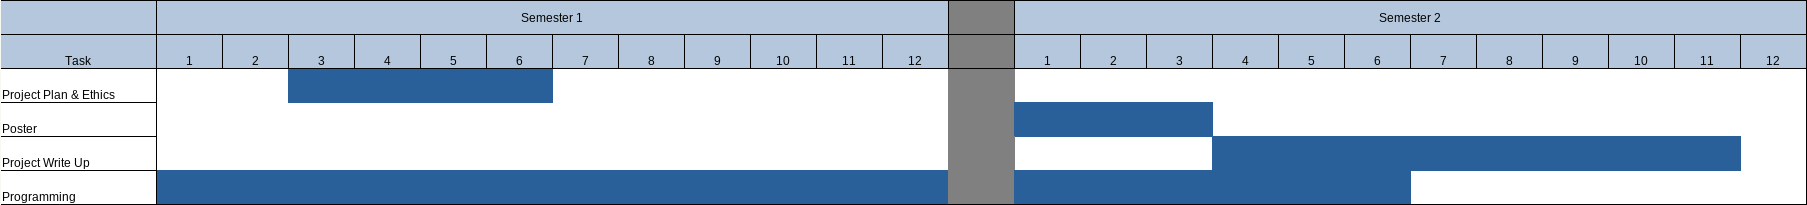 Semester 1 Semester 2
Task 1 2 3 4 5 6 7 8 9 10 11 12 1 2 3 4 5 6 7 8 9 10 11 12
Project Plan & Ethics
Poster
Project Write Up
Programming